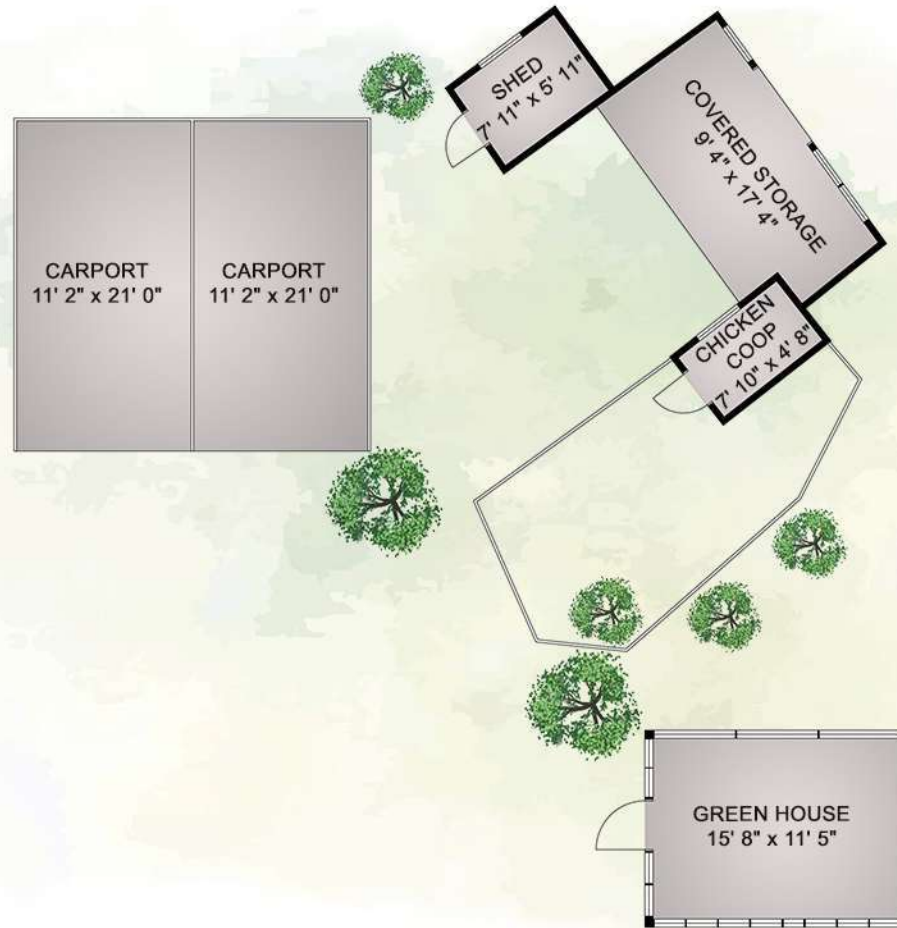 SHED
7' 11" x 5' 11"
COVERED STORAGE
9' 4" x 17' 4"
CARPORT
11' 2" x 21' 0"
CARPORT
11' 2" x 21' 0"
CHICKEN
COOP
7' 10" x 4' 8"
GREEN HOUSE
15' 8" x 11' 5"